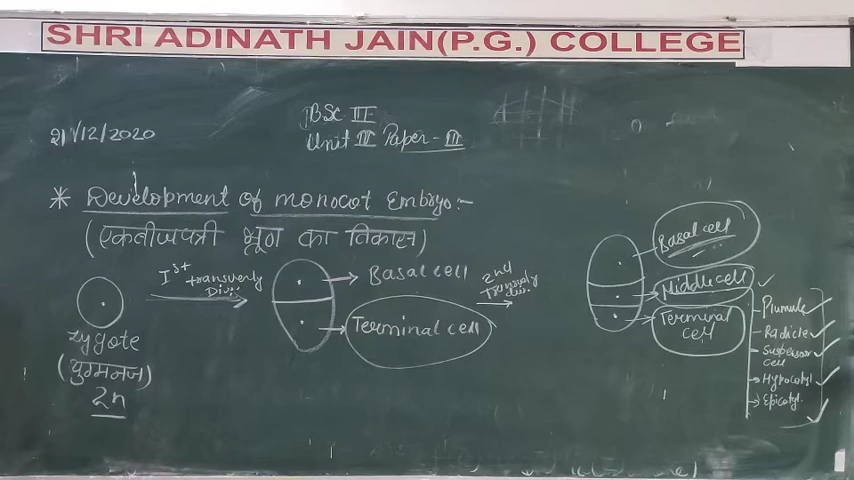 SHRI ADINATH JAIN(P.G.) COLLEGE
21/12/2020
BSc III
Unit III Paper - III
* Development of monocot Embryo:-
(एकबीजपत्री भ्रूण का विकास)
Zygote
(युग्मनज)
2n
Ist transversly
Div.
Basal cell
Terminal cell
2nd
transversly
div.
Basal cell
Middle cell
Terminal
cell
Plumule
Radicle
Suspensor
cell
Hypocotyl
Epicotyl.